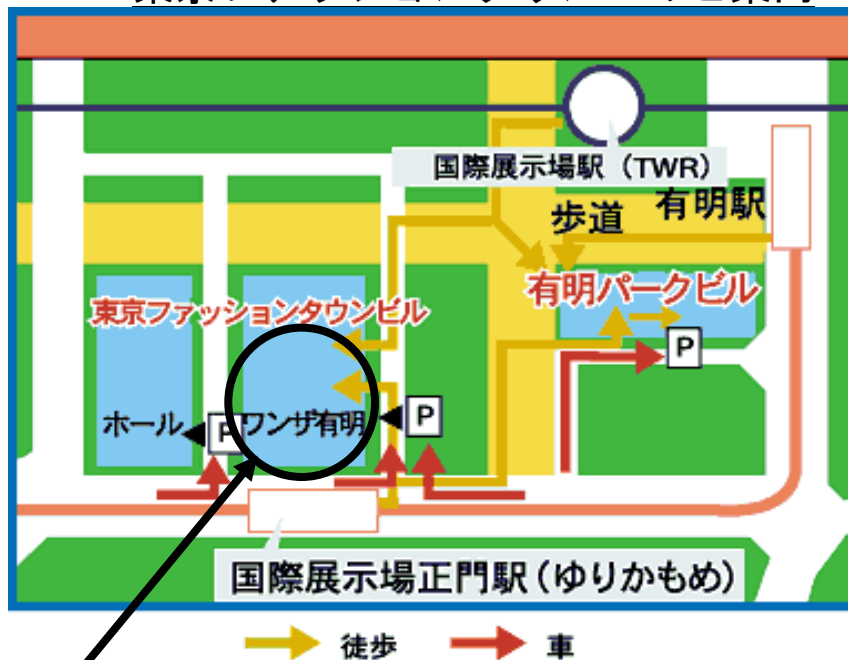 国際展示場駅（TWR）
有明駅
歩道
有明パークビル
東京ファッションタウンビル
P
ホール
P
ワンザ有明
P
国際展示場正門駅（ゆりかもめ）
徒歩
車